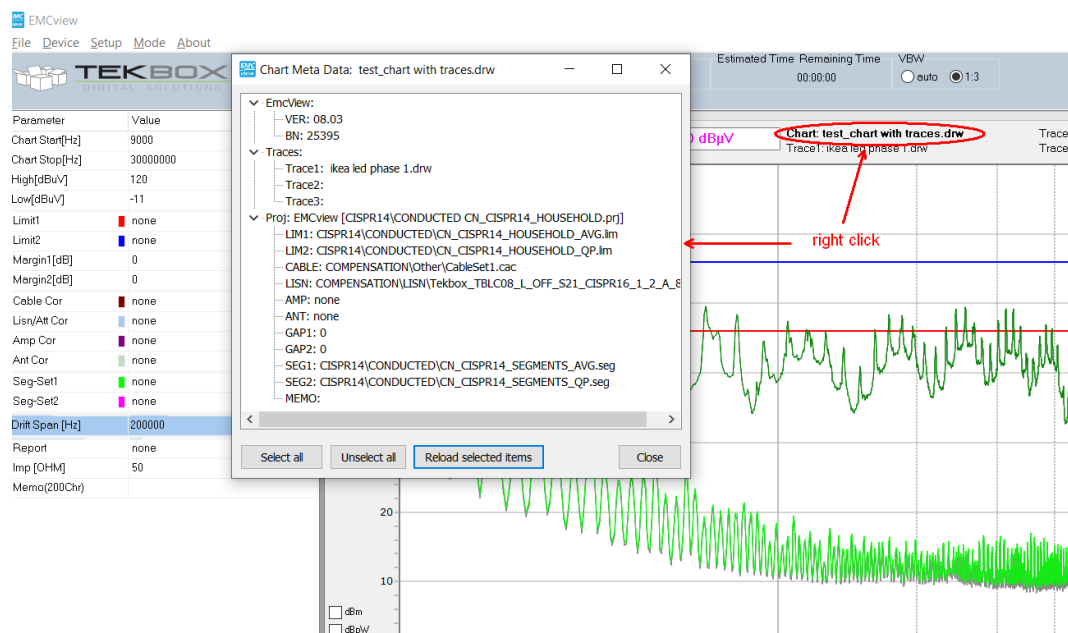 EMCview
File Device Setup Mode About
TEKBOX
DIGITAL SOLUTIONS
Estimated Time Remaining Time VBW
00:00:00 auto 1:3
Chart Meta Data: test_chart with traces.drw
EmcView:
VER: 08.03
BN: 25395
Traces:
Trace1: ikea led phase 1.drw
Trace2:
Trace3:
Proj: EMCview [CISPR14\CONDUCTED CN_CISPR14_HOUSEHOLD.prj]
LIM1: CISPR14\CONDUCTED\CN_CISPR14_HOUSEHOLD_AVG.lim
LIM2: CISPR14\CONDUCTED\CN_CISPR14_HOUSEHOLD_QP.lim
CABLE: COMPENSATION\Other\CableSet1.cac
LISN: COMPENSATION\LISN\Tekbox_TBLC08_L_OFF_S21_CISPR16_1_2_A_8
AMP: none
ANT: none
GAP1: 0
GAP2: 0
SEG1: CISPR14\CONDUCTED\CN_CISPR14_SEGMENTS_AVG.seg
SEG2: CISPR14\CONDUCTED\CN_CISPR14_SEGMENTS_QP.seg
MEMO:
Select all Unselect all Reload selected items Close
Parameter Value
Chart Start[Hz] 9000
Chart Stop[Hz] 30000000
High[dBuV] 120
Low[dBuV] -11
Limit1 none
Limit2 none
Margin1[dB] 0
Margin2[dB] 0
Cable Cor none
Lisn/Att Cor none
Amp Cor none
Ant Cor none
Seg-Set1 none
Seg-Set2 none
Drift Span [Hz] 200000
Report none
Imp [OHM] 50
Memo(200Chr)
dBµV
Chart: test_chart with traces.drw Trace
Trace1: ikea led phase 1.drw Trace
right click
20
10
dBm
dBpW